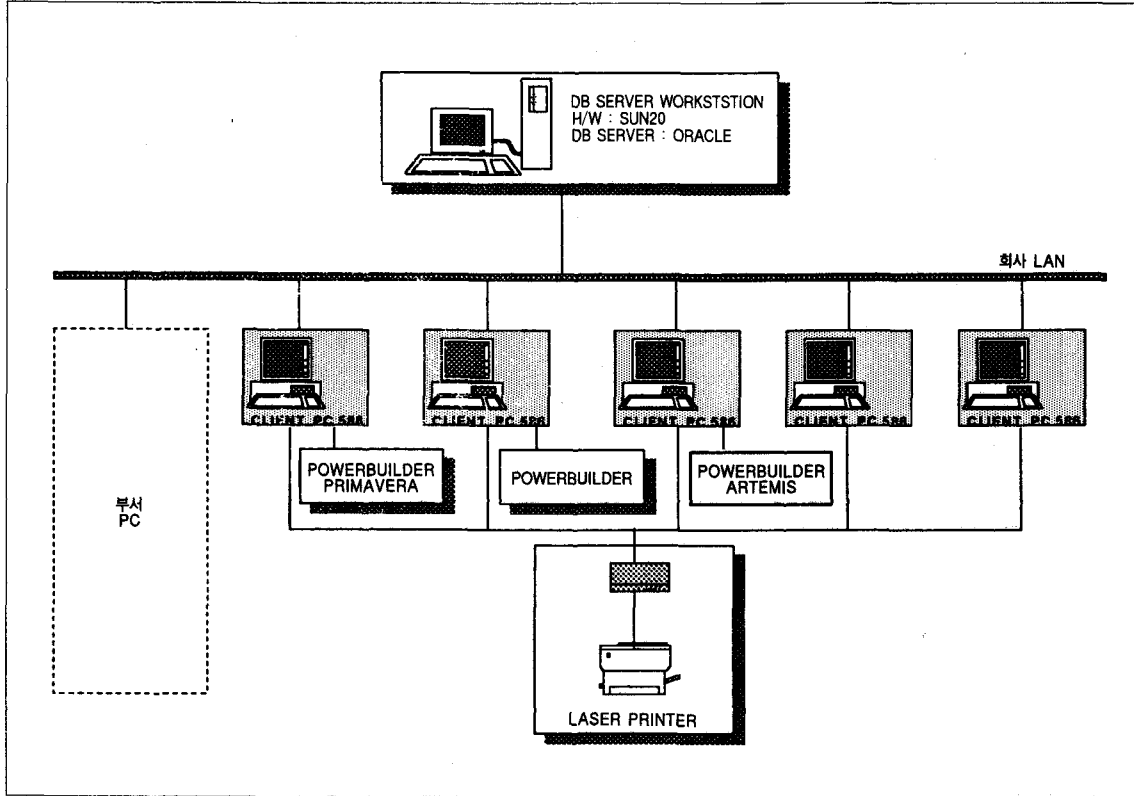 DB SERVER WORKSTSTION
H/W : SUN20
DB SERVER : ORACLE
회사 LAN
부서
PC
CLIENT PC 586
CLIENT PC 586
CLIENT PC 586
CLIENT PC 586
CLIENT PC 586
POWERBUILDER
PRIMAVERA
POWERBUILDER
POWERBUILDER
ARTEMIS
LASER PRINTER